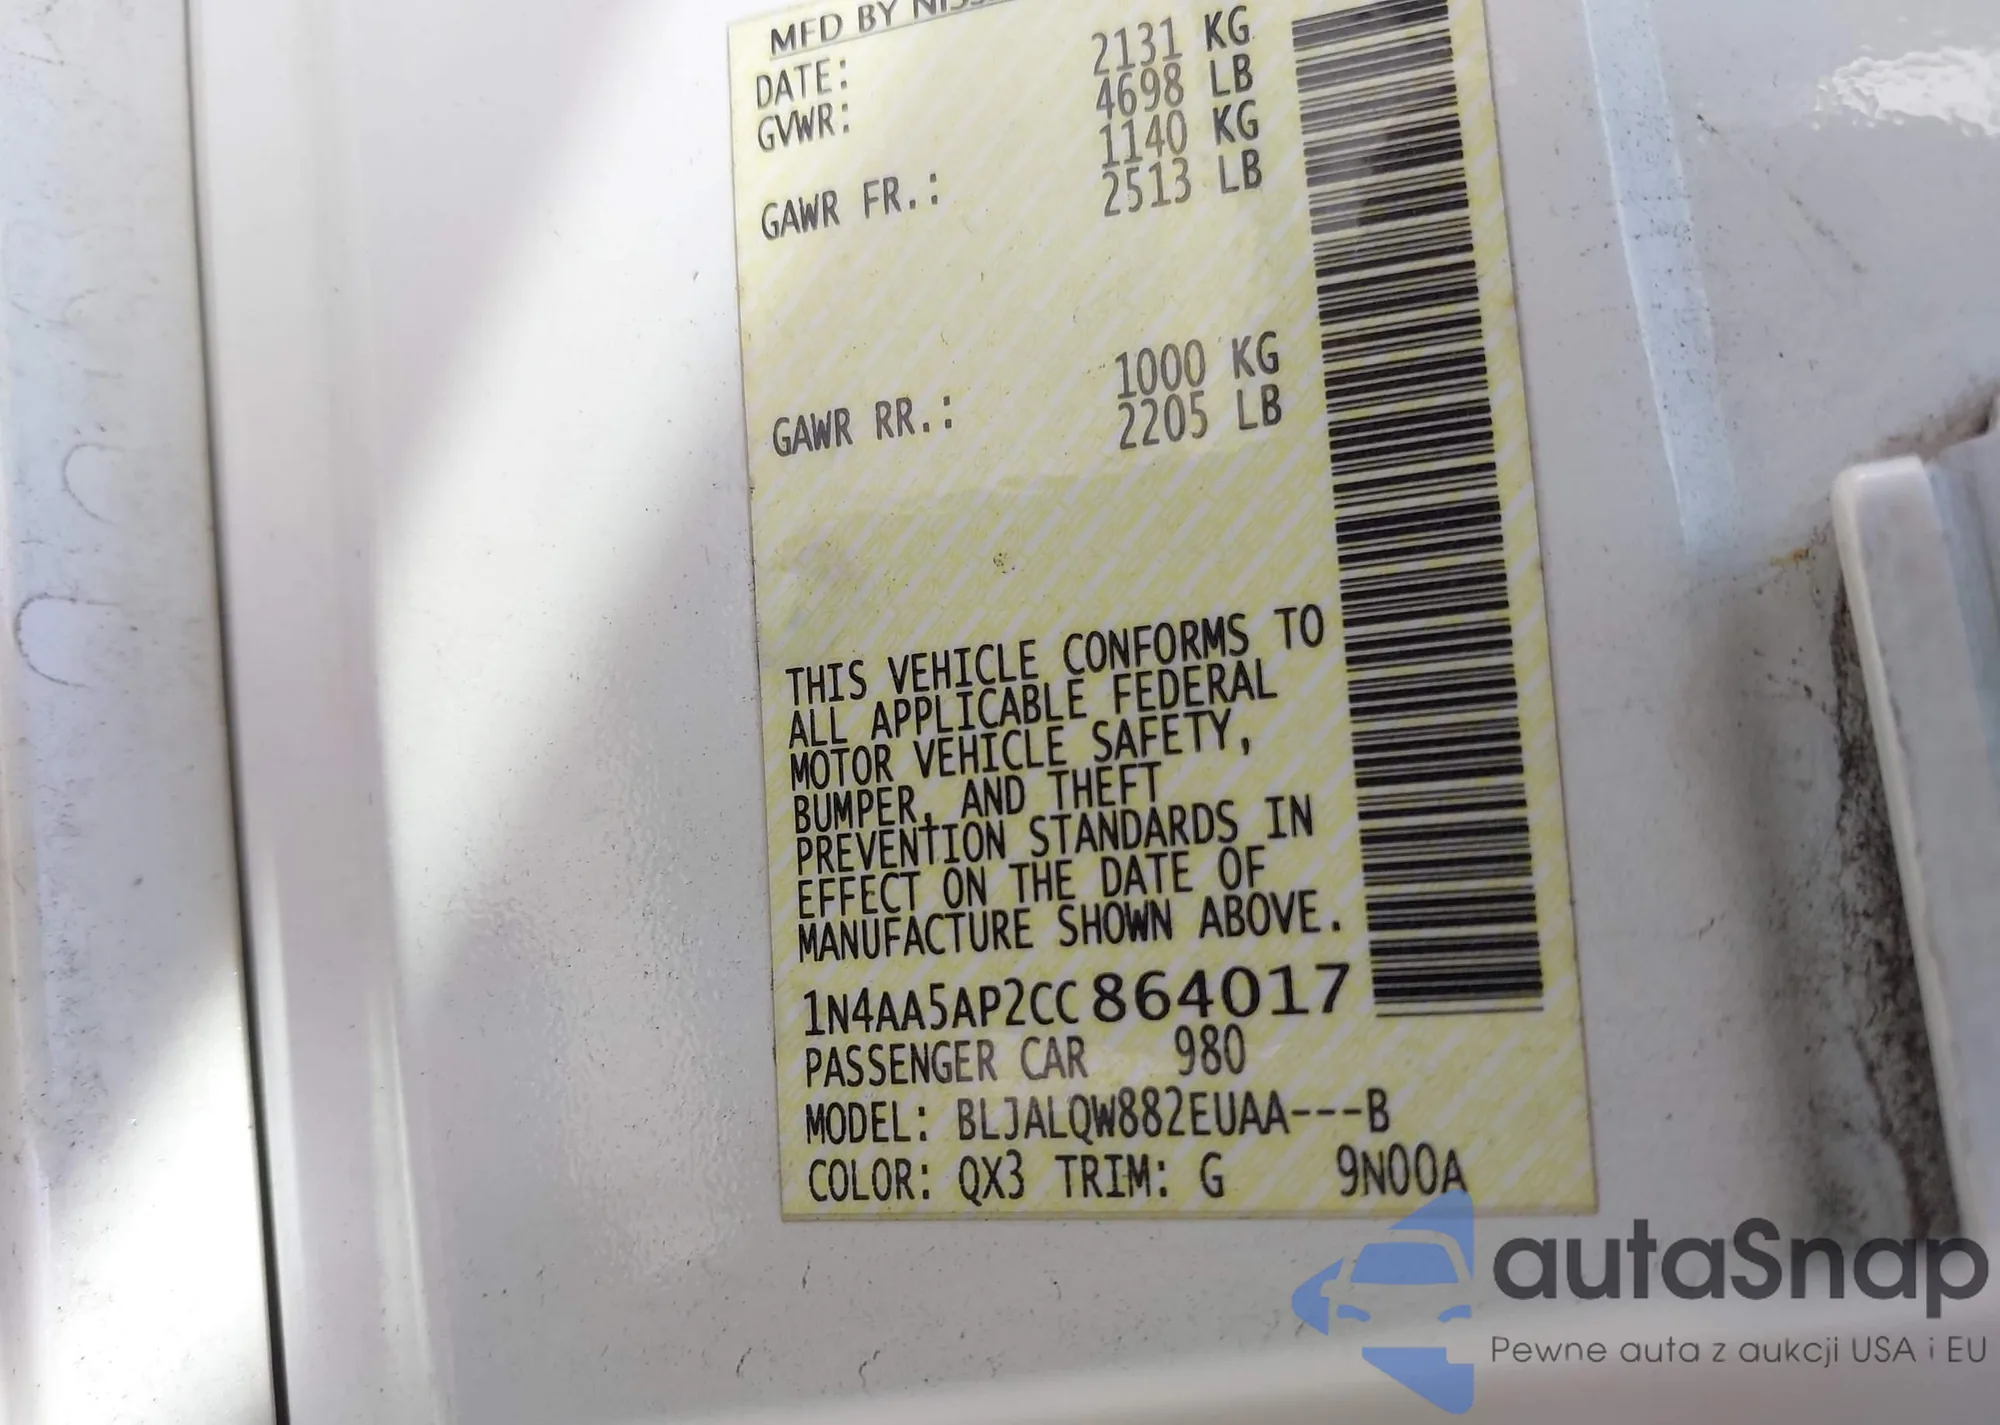 MFD BY NISS
DATE:
GVWR: 2131 KG
4698 LB
GAWR FR.: 1140 KG
2513 LB
GAWR RR.: 1000 KG
2205 LB
THIS VEHICLE CONFORMS TO
ALL APPLICABLE FEDERAL
MOTOR VEHICLE SAFETY,
BUMPER, AND THEFT
PREVENTION STANDARDS IN
EFFECT ON THE DATE OF
MANUFACTURE SHOWN ABOVE.
1N4AA5AP2CC864017
PASSENGER CAR 980
MODEL: BLJALQW882EUAA---B
COLOR: QX3 TRIM: G 9N00A
autaSnap
Pewne auta z aukcji USA i EU